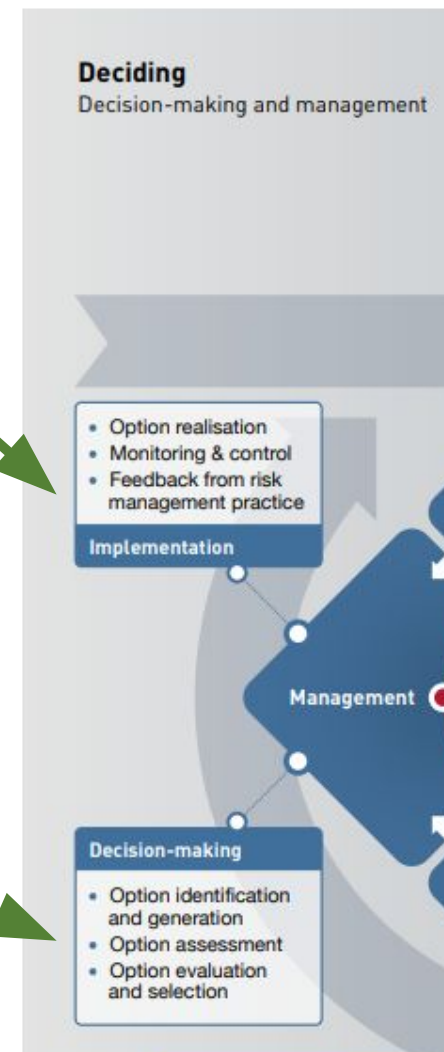 Deciding
Decision-making and management
• Option realisation
• Monitoring & control
• Feedback from risk
management practice
Implementation
Management
Decision-making
• Option identification
and generation
• Option assessment
• Option evaluation
and selection